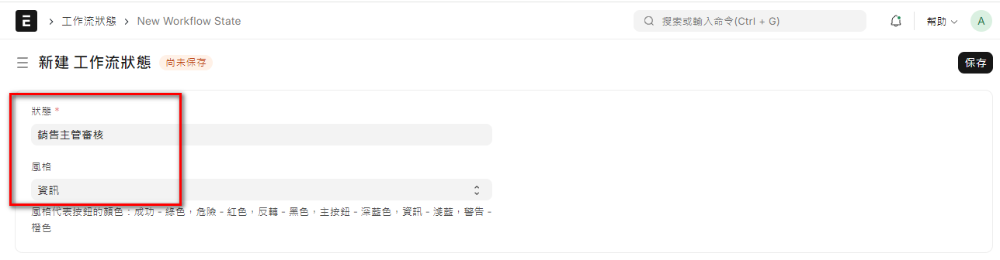 E > 工作流狀態 > New Workflow State 搜索或輸入命令(Ctrl + G) 幫助 A
新建 工作流狀態 尚未保存 保存
狀態 *
銷售主管審核
風格
資訊
風格代表按鈕的顏色：成功 - 綠色，危險 - 紅色，反轉 - 黑色，主按鈕 - 深藍色，資訊 - 淺藍，警告 -
橙色